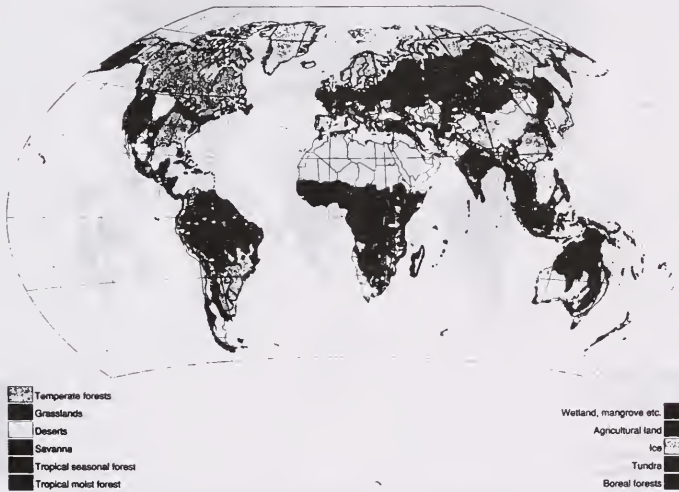 Temperate forests
Grasslands
Deserts
Savanna
Tropical seasonal forest
Tropical moist forest
Wetland, mangrove etc.
Agricultural land
Ice
Tundra
Boreal forests